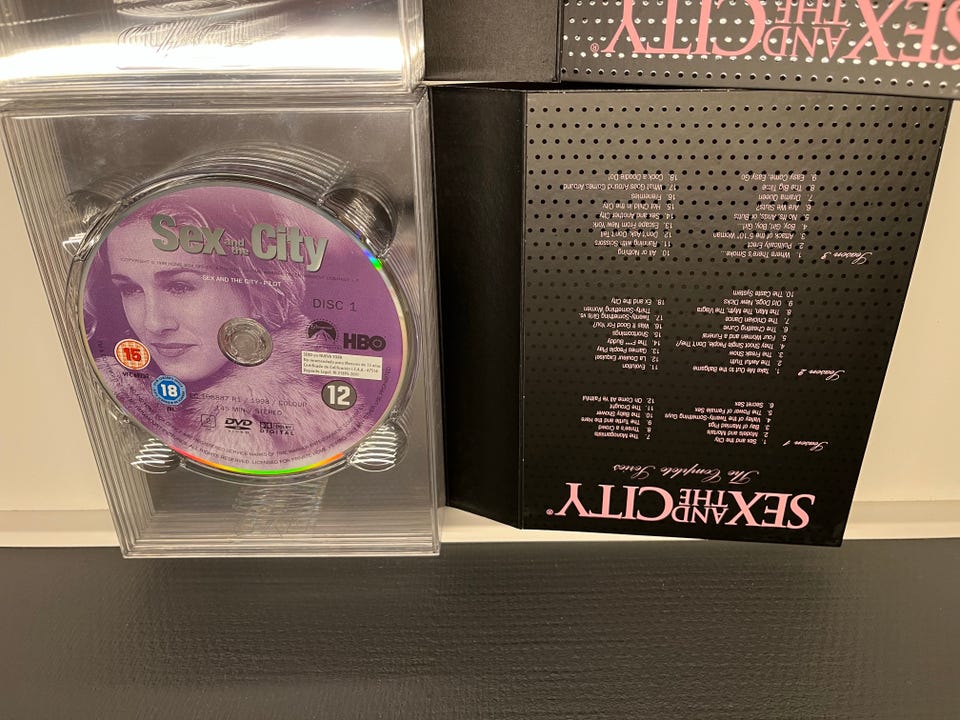 SEX AND THE CITY®
Sex and the City
SEX AND THE CITY - PILOT
DISC 1
HBO
15
18
12
R1 / 1998 / COLOUR
145 MIN / STEREO
DVD
VIDEO
DOLBY
DIGITAL
SEX AND THE CITY®
The Complete Series
Season 1
1. Sex and the City
2. Models and Mortals
3. Bay of Married Pigs
4. Valley of the Twenty-Something Guys
5. The Power of Female Sex
6. Secret Sex
7. The Monogamists
8. Three's a Crowd
9. The Turtle and the Hare
10. The Baby Shower
11. The Drought
12. Oh Come All Ye Faithful
Season 2
1. Take Me Out to the Ballgame
2. The Awful Truth
3. The Freak Show
4. They Shoot Single People, Don't They?
5. Four Women and a Funeral
6. The Cheating Curve
7. The Chicken Dance
8. The Man, the Myth, the Viagra
9. Old Dogs, New Dicks
10. The Caste System
11. Evolution
12. La Douleur Exquise!
13. Games People Play
14. The F*** Buddy
15. Shortcomings
16. Was it Good For You?
17. Twenty-Something Girls vs
Thirty-Something Women
18. Ex and the City
Season 3
1. Where There's Smoke..
2. Politically Erect
3. Attack of the 5'10" Woman
4. Boy, Girl, Boy, Girl..
5. No Ifs, Ands, or Butts
6. Are We Sluts?
7. Drama Queen
8. The Big Time
9. Easy Come, Easy Go
10. All or Nothing
11. Running with Scissors
12. Don't Ask, Don't Tell
13. Escape From New York
14. Sex and Another City
15. Hot Child in the City
16. Frenemies
17. What Goes Around Comes Around
18. Cock a Doodle Do!